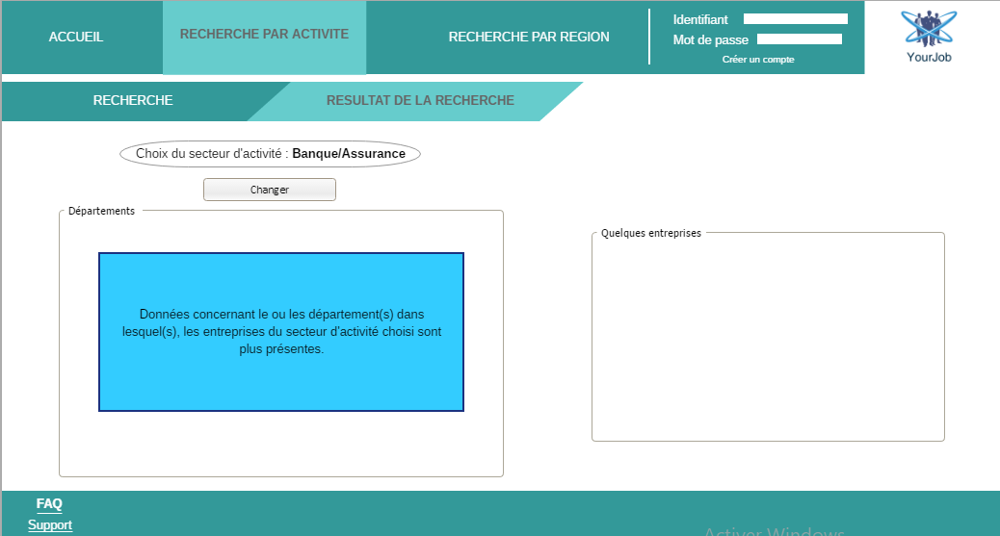 ACCUEIL
RECHERCHE PAR ACTIVITE
RECHERCHE PAR REGION
Identifiant
Mot de passe
Créer un compte
YourJob
RECHERCHE
RESULTAT DE LA RECHERCHE
Choix du secteur d'activité : Banque/Assurance
Changer
Départements
Données concernant le ou les département(s) dans
lesquel(s), les entreprises du secteur d'activité choisi sont
plus présentes.
Quelques entreprises
FAQ
Support
Activer Windows